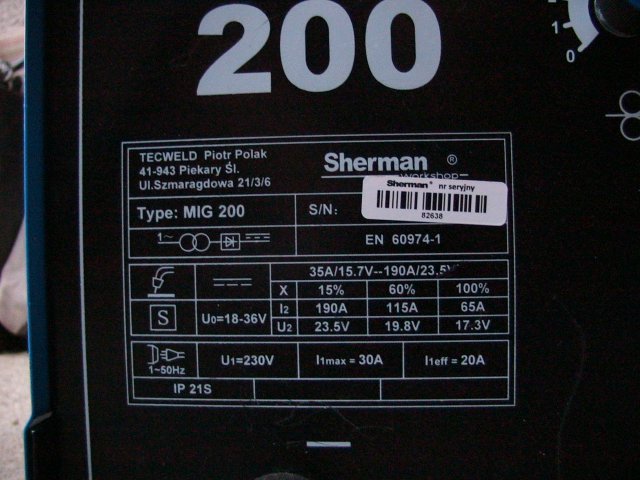 200
1
0
TECWELD Piotr Polak
41-943 Piekary Śl.
Ul.Szmaragdowa 21/3/6
Sherman ®
workshop
Type: MIG 200
S/N:
Sherman® nr seryjny
82638
1~
EN 60974-1
35A/15.7V--190A/23.5V
X 15% 60% 100%
S
U0=18-36V
I2 190A 115A 65A
U2 23.5V 19.8V 17.3V
1~50Hz
U1=230V
I1max = 30A
I1eff = 20A
IP 21S